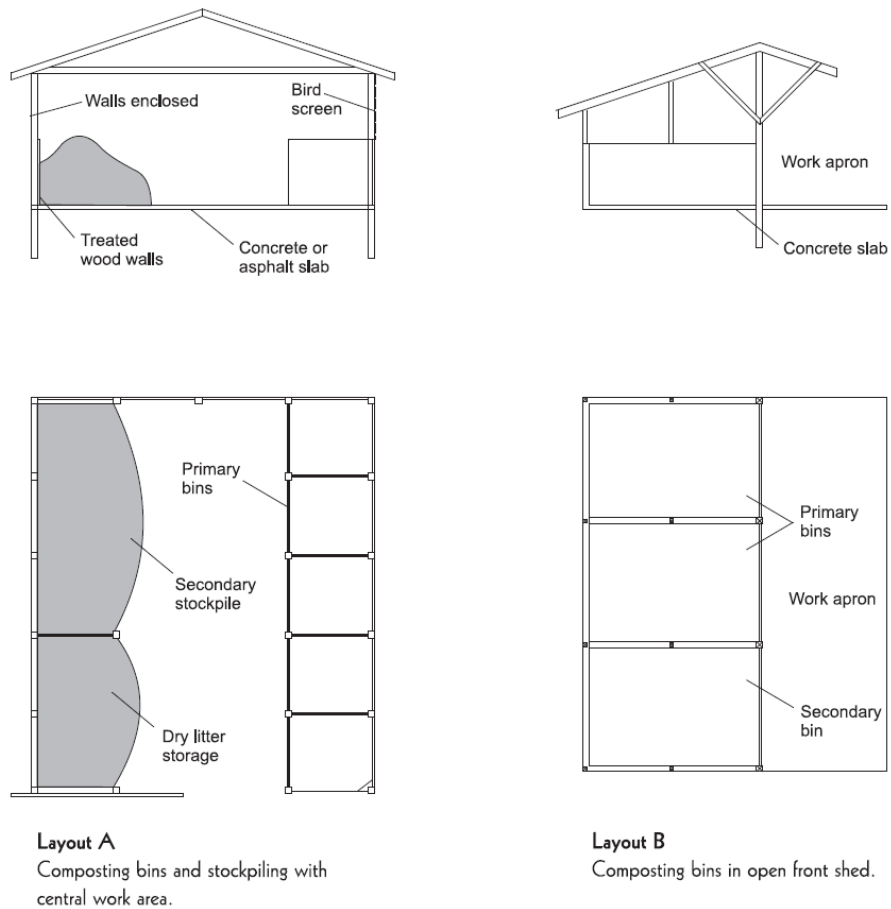 Walls enclosed
Bird
screen
Treated
wood walls
Concrete or
asphalt slab
Work apron
Concrete slab
Primary
bins
Secondary
stockpile
Dry litter
storage
Primary
bins
Work apron
Secondary
bin
Layout A
Composting bins and stockpiling with
central work area.
Layout B
Composting bins in open front shed.